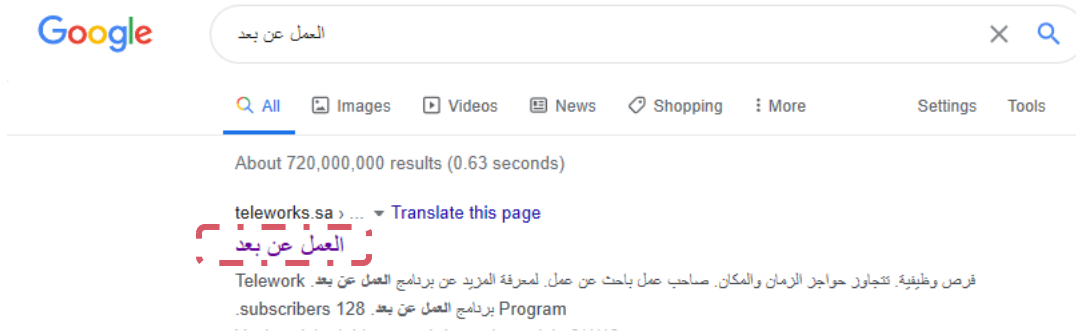 Google
العمل عن بعد
All Images Videos News Shopping More Settings Tools
About 720,000,000 results (0.63 seconds)
teleworks.sa › ... Translate this page
العمل عن بعد
فرص وظيفية. تتجاوز حواجز الزمان والمكان. صاحب عمل باحث عن عمل. لمعرفة المزيد عن برنامج العمل عن بعد. Telework
Program برنامج العمل عن بعد. 128 subscribers.